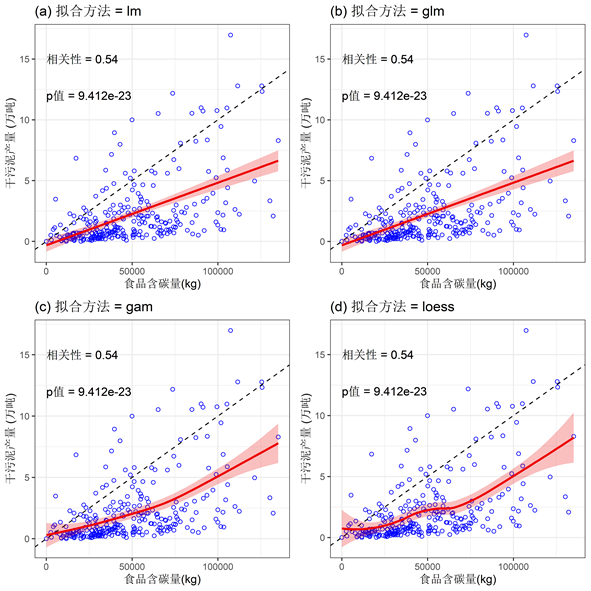 (a) 拟合方法 = lm
(b) 拟合方法 = glm
相关性 = 0.54
p值 = 9.412e-23
干污泥产量 (万吨)
15
10
5
0
0 50000 100000
食品含碳量(kg)
相关性 = 0.54
p值 = 9.412e-23
干污泥产量 (万吨)
15
10
5
0
0 50000 100000
食品含碳量(kg)
(c) 拟合方法 = gam
(d) 拟合方法 = loess
相关性 = 0.54
p值 = 9.412e-23
干污泥产量 (万吨)
15
10
5
0
0 50000 100000
食品含碳量(kg)
相关性 = 0.54
p值 = 9.412e-23
干污泥产量 (万吨)
15
10
5
0
0 50000 100000
食品含碳量(kg)